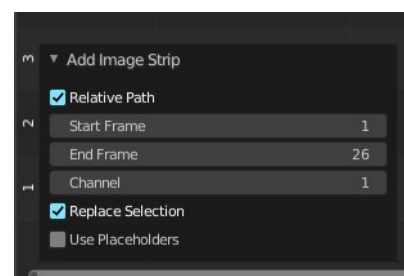 3
Add Image Strip
Relative Path
2
Start Frame 1
End Frame 26
1
Channel 1
Replace Selection
Use Placeholders